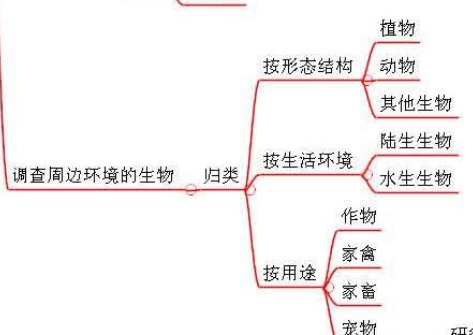 植物
按形态结构
动物
其他生物
陆生生物
按生活环境
调查周边环境的生物
归类
水生生物
作物
家禽
按用途
家畜
宠物